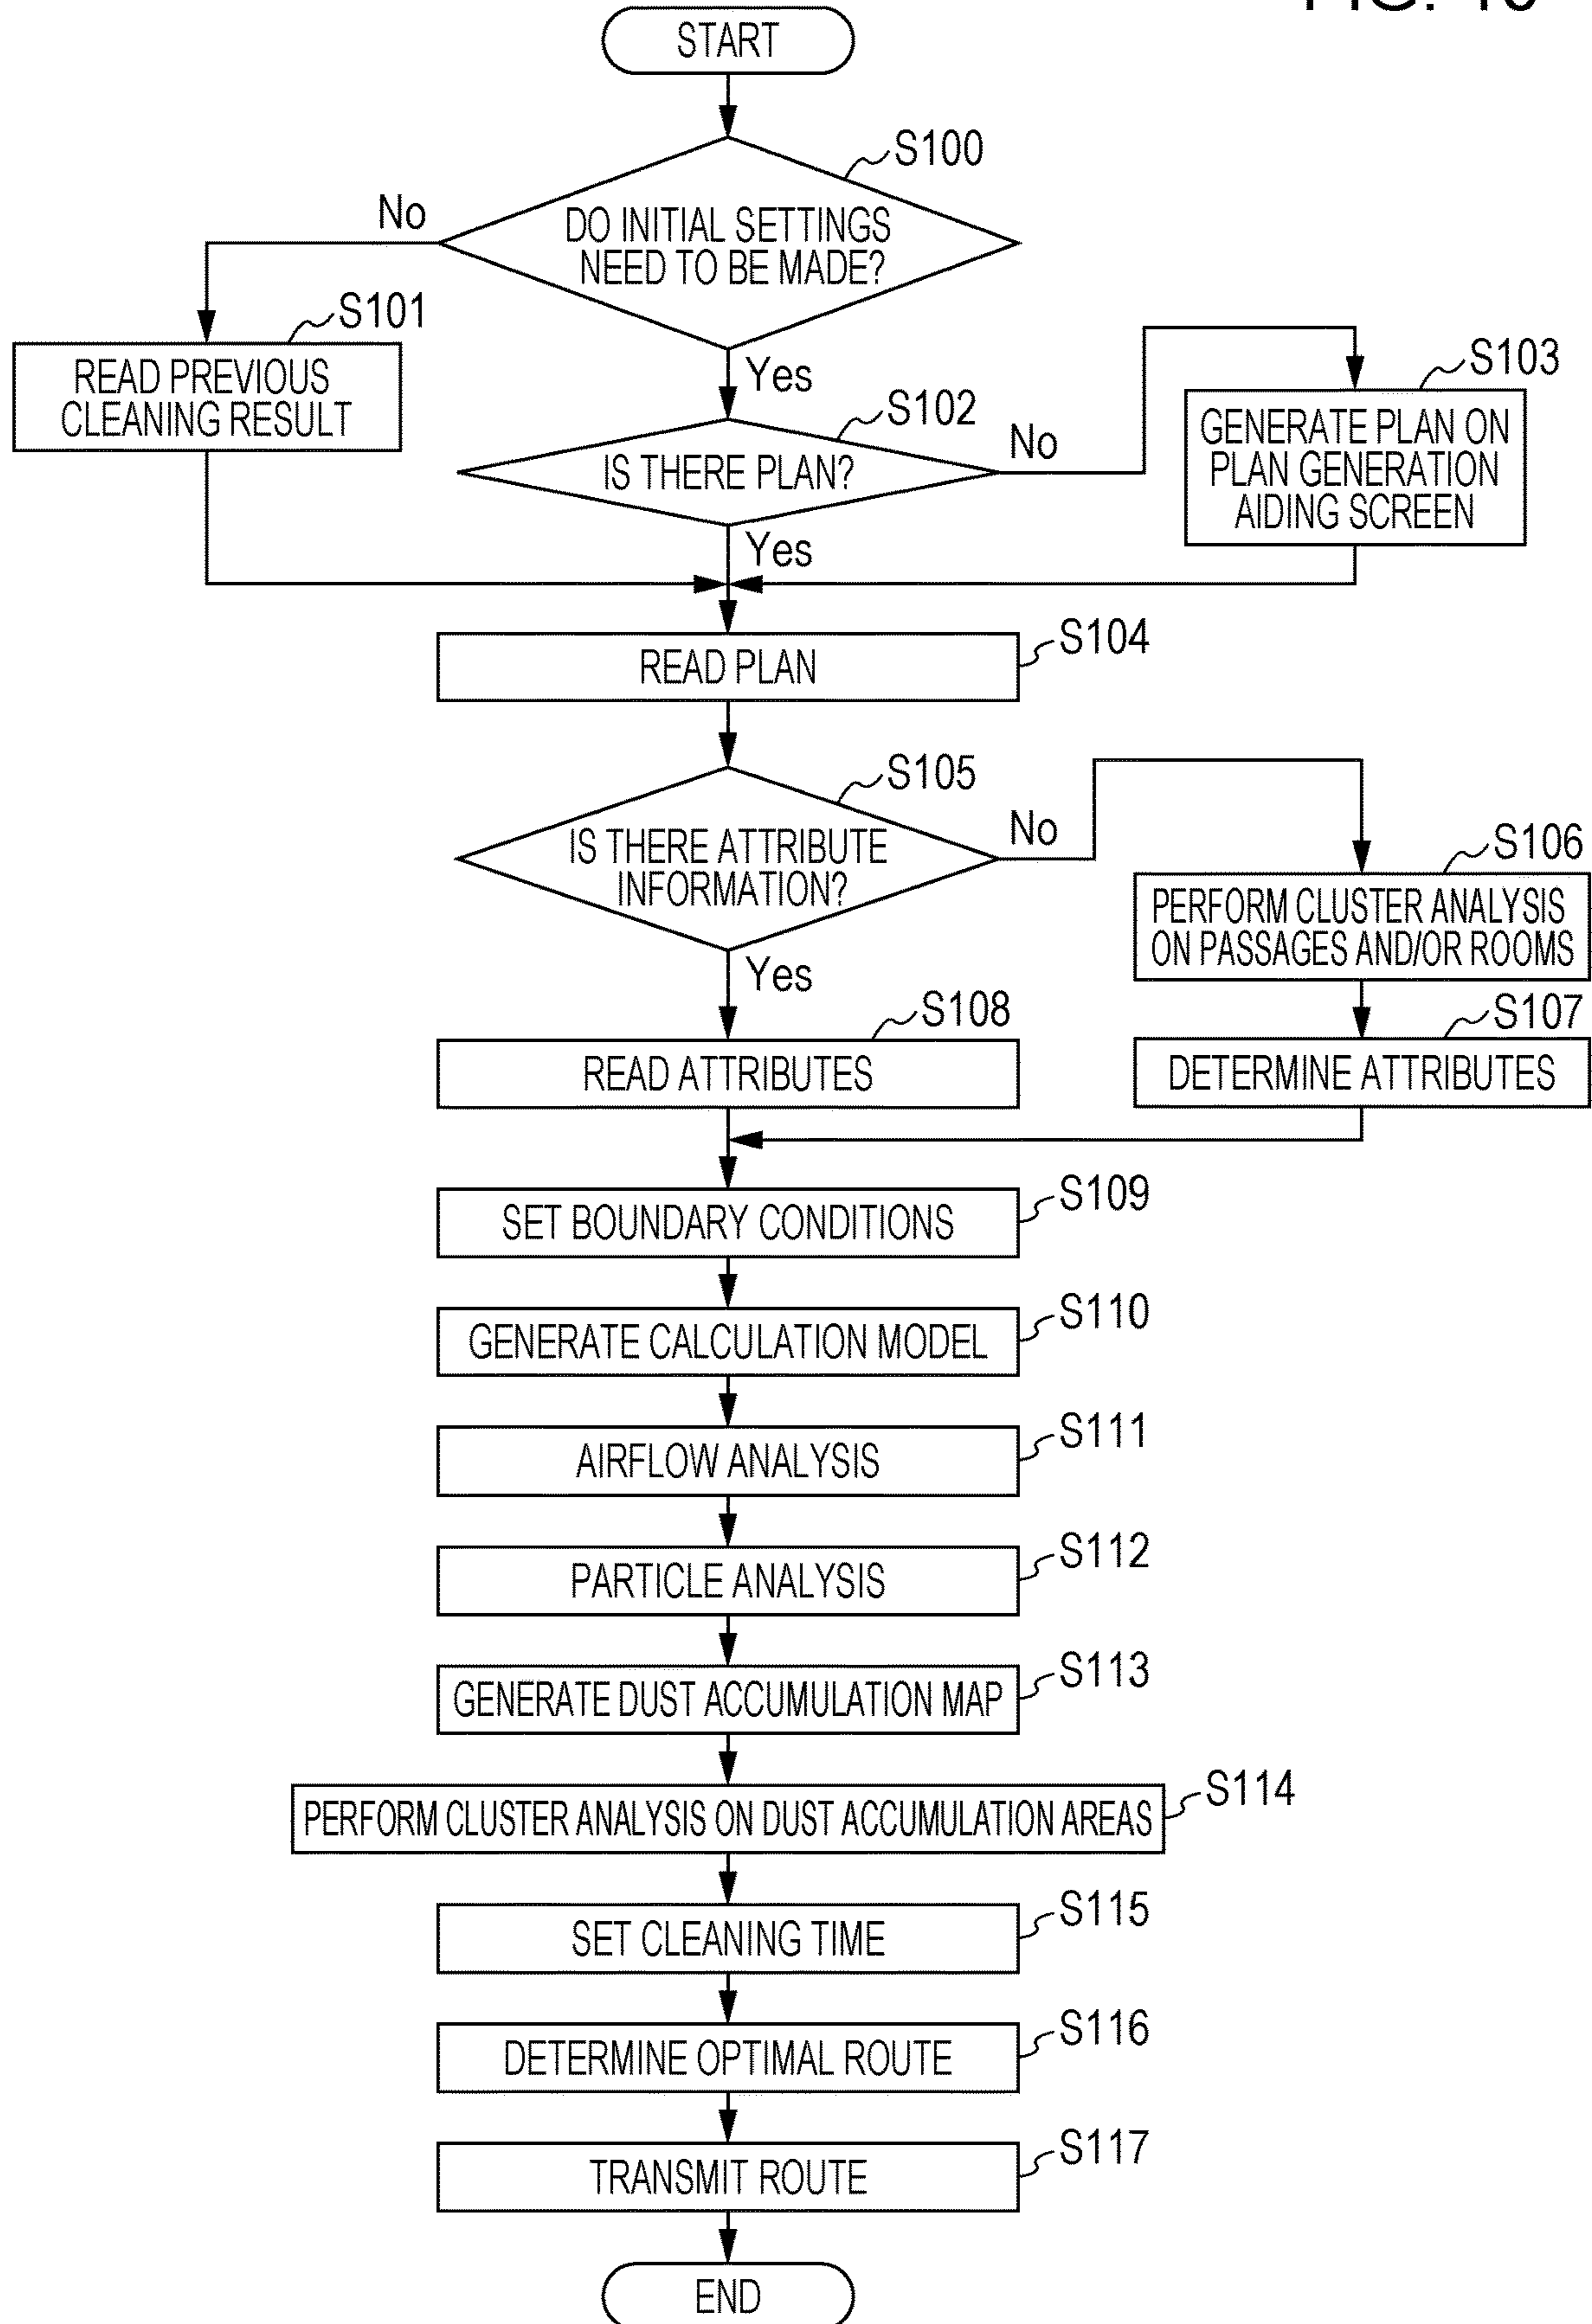 START
S100
No
DO INITIAL SETTINGS
NEED TO BE MADE?
S101
READ PREVIOUS
CLEANING RESULT
Yes
S102
IS THERE PLAN?
No
S103
GENERATE PLAN ON
PLAN GENERATION
AIDING SCREEN
Yes
S104
READ PLAN
S105
IS THERE ATTRIBUTE
INFORMATION?
No
S106
PERFORM CLUSTER ANALYSIS
ON PASSAGES AND/OR ROOMS
Yes
S107
DETERMINE ATTRIBUTES
S108
READ ATTRIBUTES
S109
SET BOUNDARY CONDITIONS
S110
GENERATE CALCULATION MODEL
S111
AIRFLOW ANALYSIS
S112
PARTICLE ANALYSIS
S113
GENERATE DUST ACCUMULATION MAP
S114
PERFORM CLUSTER ANALYSIS ON DUST ACCUMULATION AREAS
S115
SET CLEANING TIME
S116
DETERMINE OPTIMAL ROUTE
S117
TRANSMIT ROUTE
END